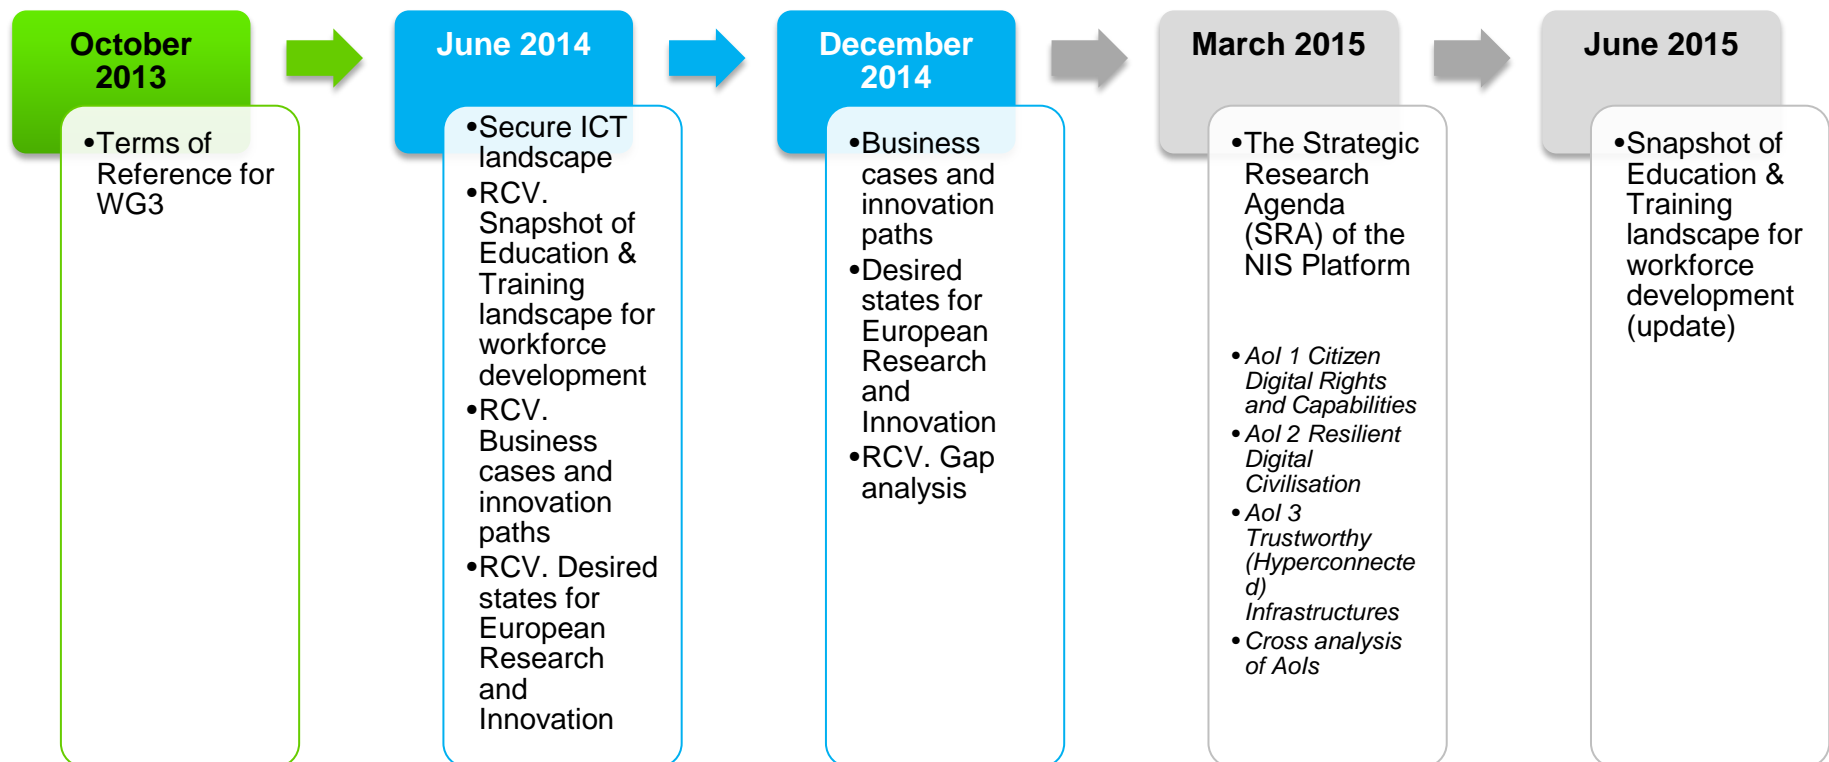 October
2013
•Terms of
Reference for
WG3
June 2014
•Secure ICT
landscape
•RCV.
Snapshot of
Education &
Training
landscape for
workforce
development
•RCV.
Business
cases and
innovation
paths
•RCV. Desired
states for
European
Research
and
Innovation
December
2014
•Business
cases and
innovation
paths
•Desired
states for
European
Research
and
Innovation
•RCV. Gap
analysis
March 2015
•The Strategic
Research
Agenda
(SRA) of the
NIS Platform
•AoI 1 Citizen
Digital Rights
and Capabilities
•AoI 2 Resilient
Digital
Civilisation
•AoI 3
Trustworthy
(Hyperconnecte
d)
Infrastructures
•Cross analysis
of AoIs
June 2015
•Snapshot of
Education &
Training
landscape for
workforce
development
(update)